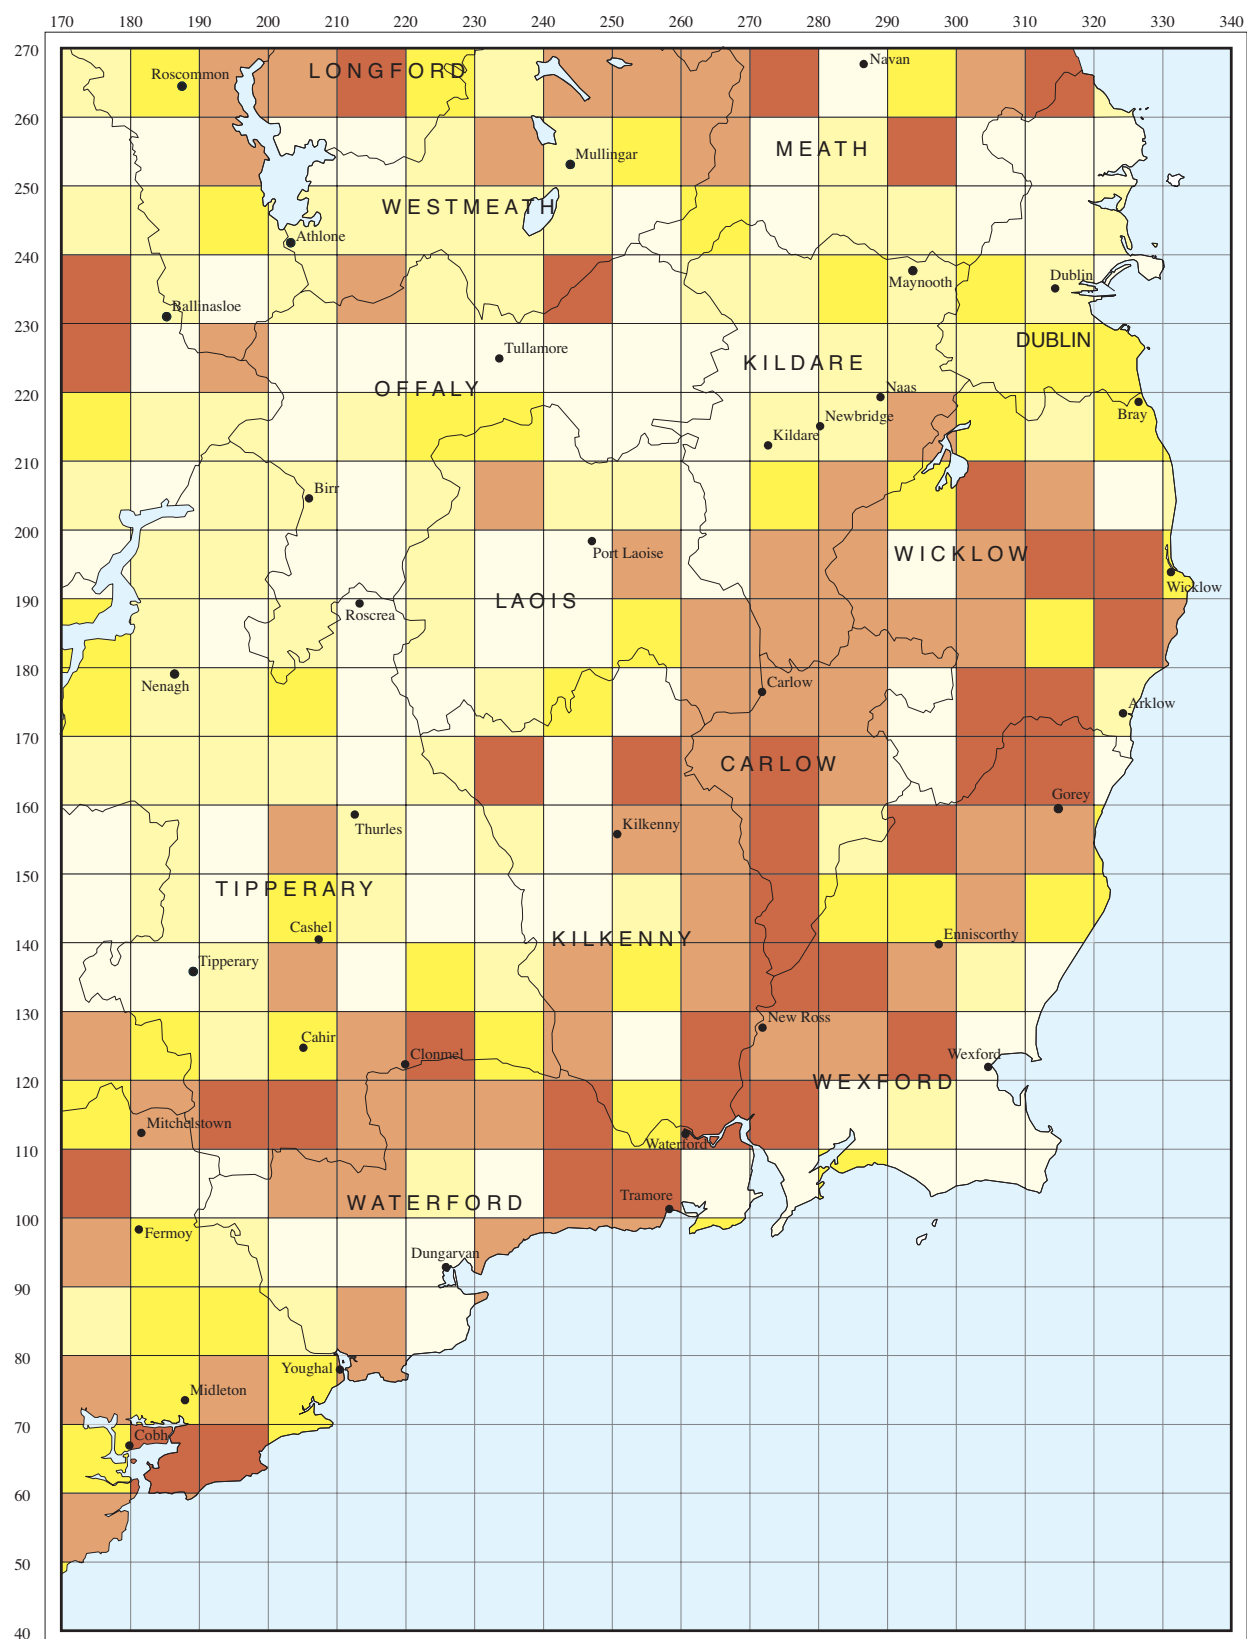 170 180 190 200 210 220 230 240 250 260 270 280 290 300 310 320 330 340
270
Navan
LONGFORD
Roscommon
260
MEATH
Mullingar
250
WESTMEATH
Athlone
240
Dublin
Maynooth
Ballinasloe
230
DUBLIN
Tullamore
KILDARE
OFFALY
Naas
220
Bray
Newbridge
Kildare
210
Birr
200
Port Laoise
WICKLOW
Wicklow
190
LAOIS
Roscrea
180
Nenagh
Carlow
Arklow
170
CARLOW
Gorey
160
Kilkenny
Thurles
150
TIPPERARY
Cashel
KILKENNY
Enniscorthy
140
Tipperary
130
New Ross
Cahir
Clonmel
Wexford
120
WEXFORD
Mitchelstown
Waterford
110
Tramore
WATERFORD
100
Fermoy
Dungarvan
90
80
Youghal
Midleton
70
Cobh
60
50
40